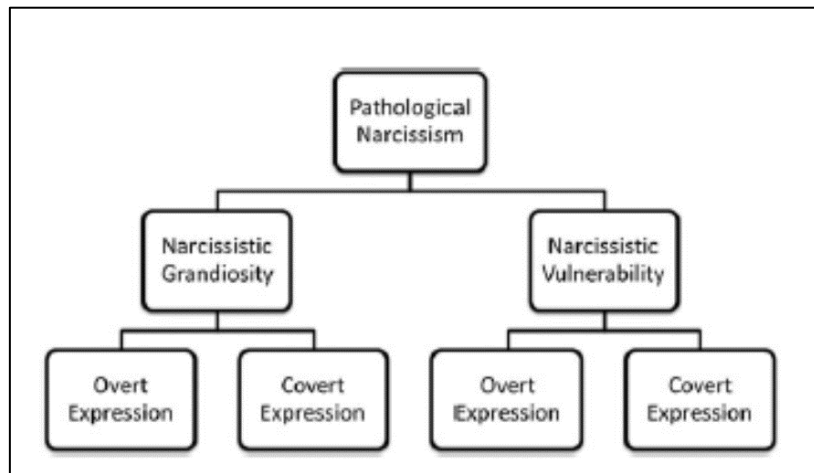 Pathological
Narcissism
Narcissistic
Grandiosity
Narcissistic
Vulnerability
Overt
Expression
Covert
Expression
Overt
Expression
Covert
Expression